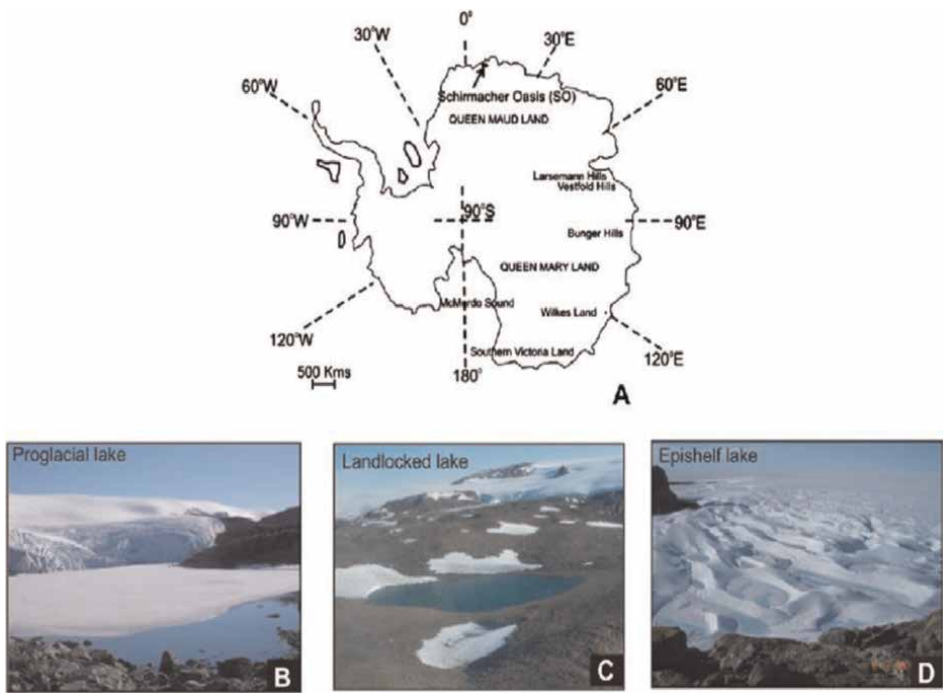 0°
30°W
30°E
60°W
60°E
Schirmacher Oasis (SO)
QUEEN MAUD LAND
Larsemann Hills
Vestfold Hills
90°W
90°S
90°E
Bunger Hills
QUEEN MARY LAND
McMurdo Sound
Wilkes Land
120°W
120°E
Southern Victoria Land
180°
500 Kms
A
Proglacial lake
Landlocked lake
Epishelf lake
B
C
D